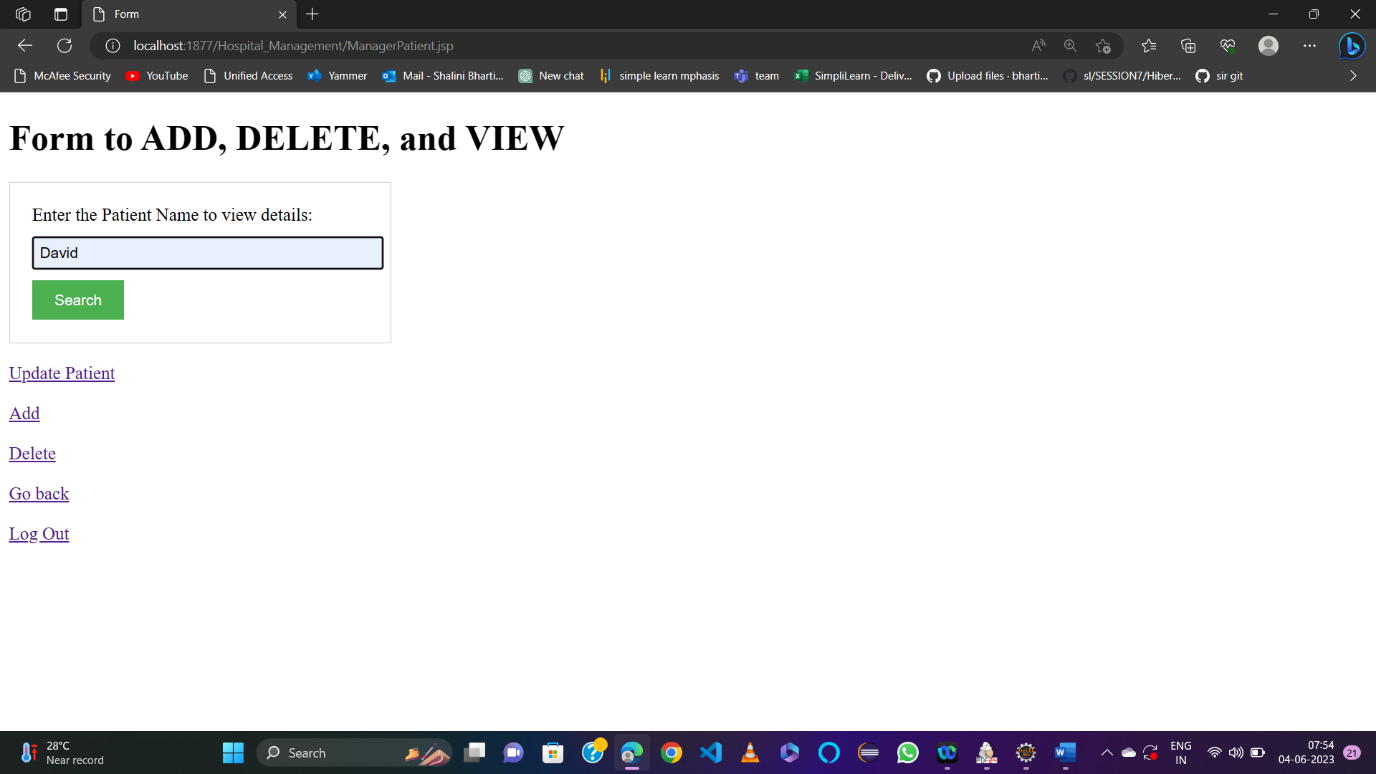 Form
localhost:1877/Hospital_Management/ManagerPatient.jsp
McAfee Security YouTube Unified Access Yammer Mail - Shalini Bharti... New chat simple learn mphasis team SimpliLearn - Deliv... Upload files · bharti... sl/SESSION7/Hiber... sir git
Form to ADD, DELETE, and VIEW
Enter the Patient Name to view details:
David
Search
Update Patient
Add
Delete
Go back
Log Out
28°C
Near record
Search
ENG
IN
07:54
04-06-2023
21